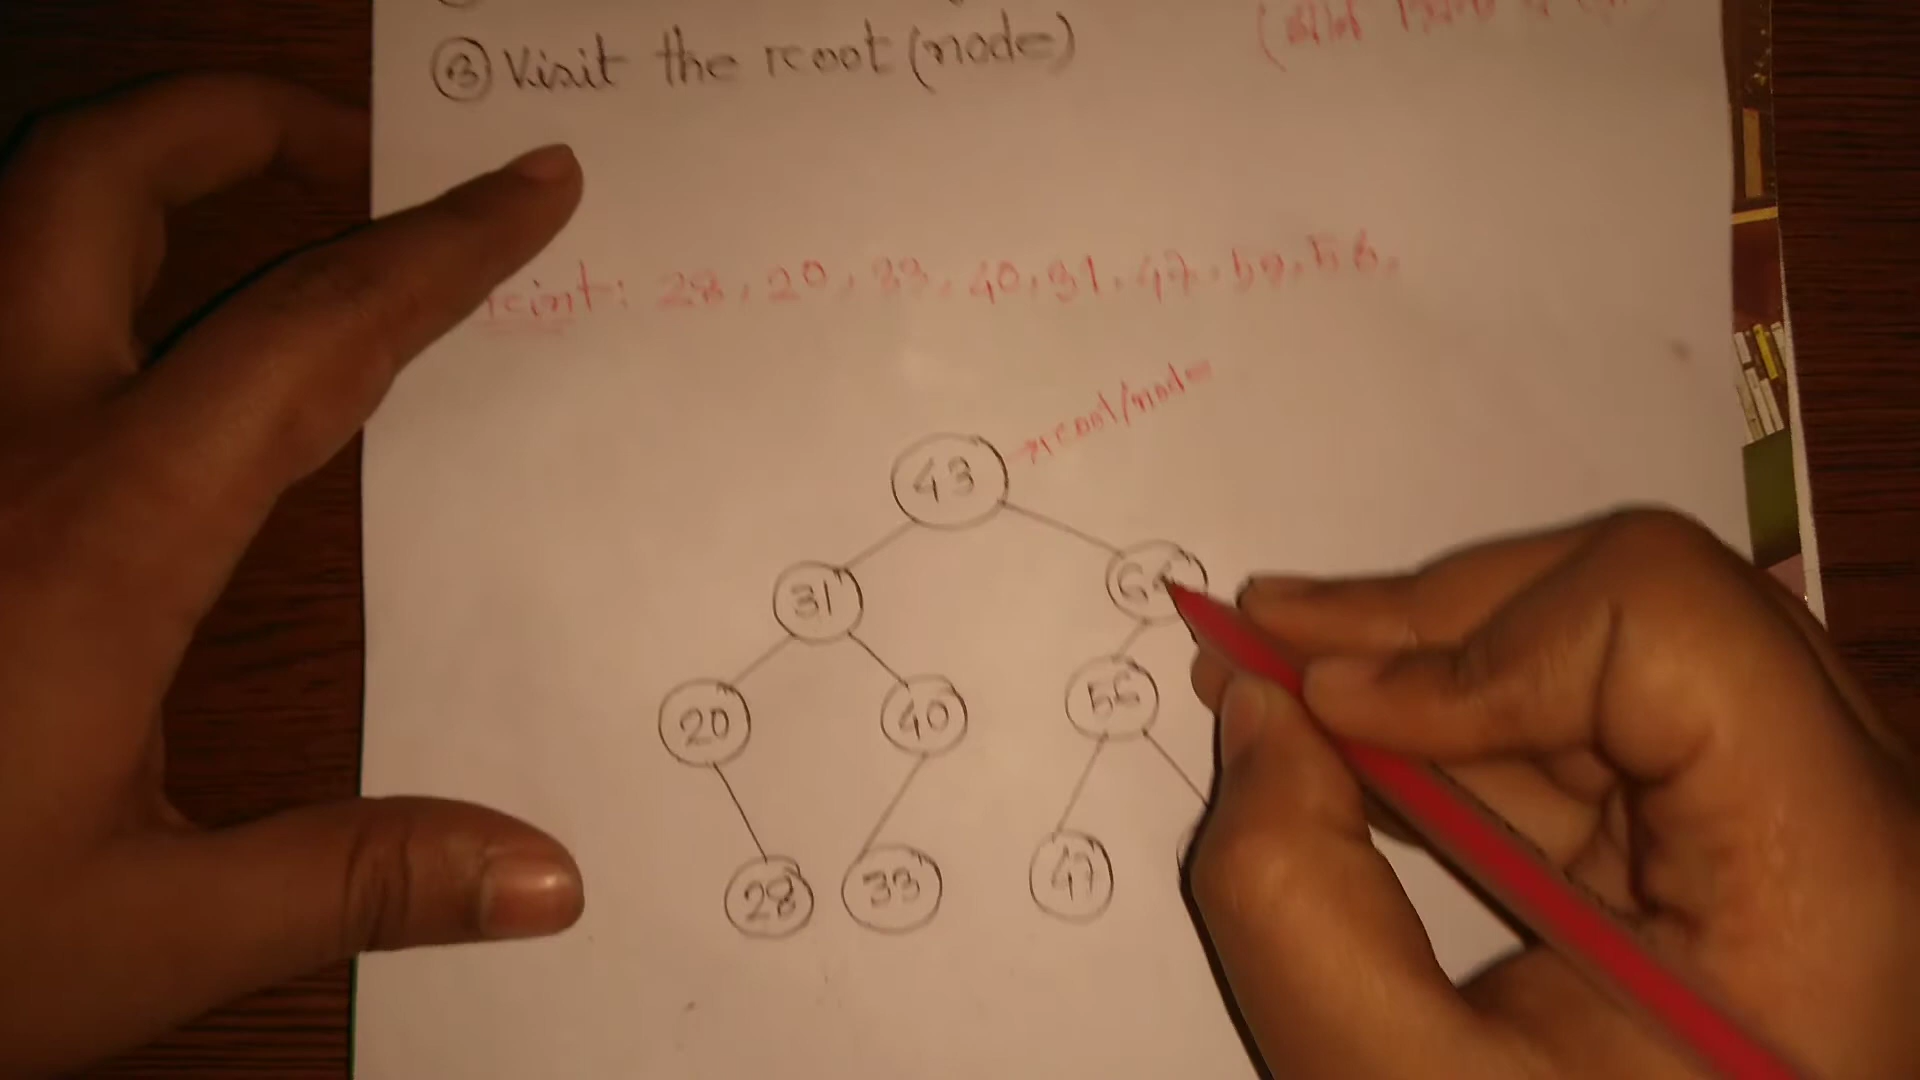 ③ Visit the root (node)
print: 28, 20, 33, 40, 31, 47, 59, 56,
root/node
43
31
20
40
56
28
33
47